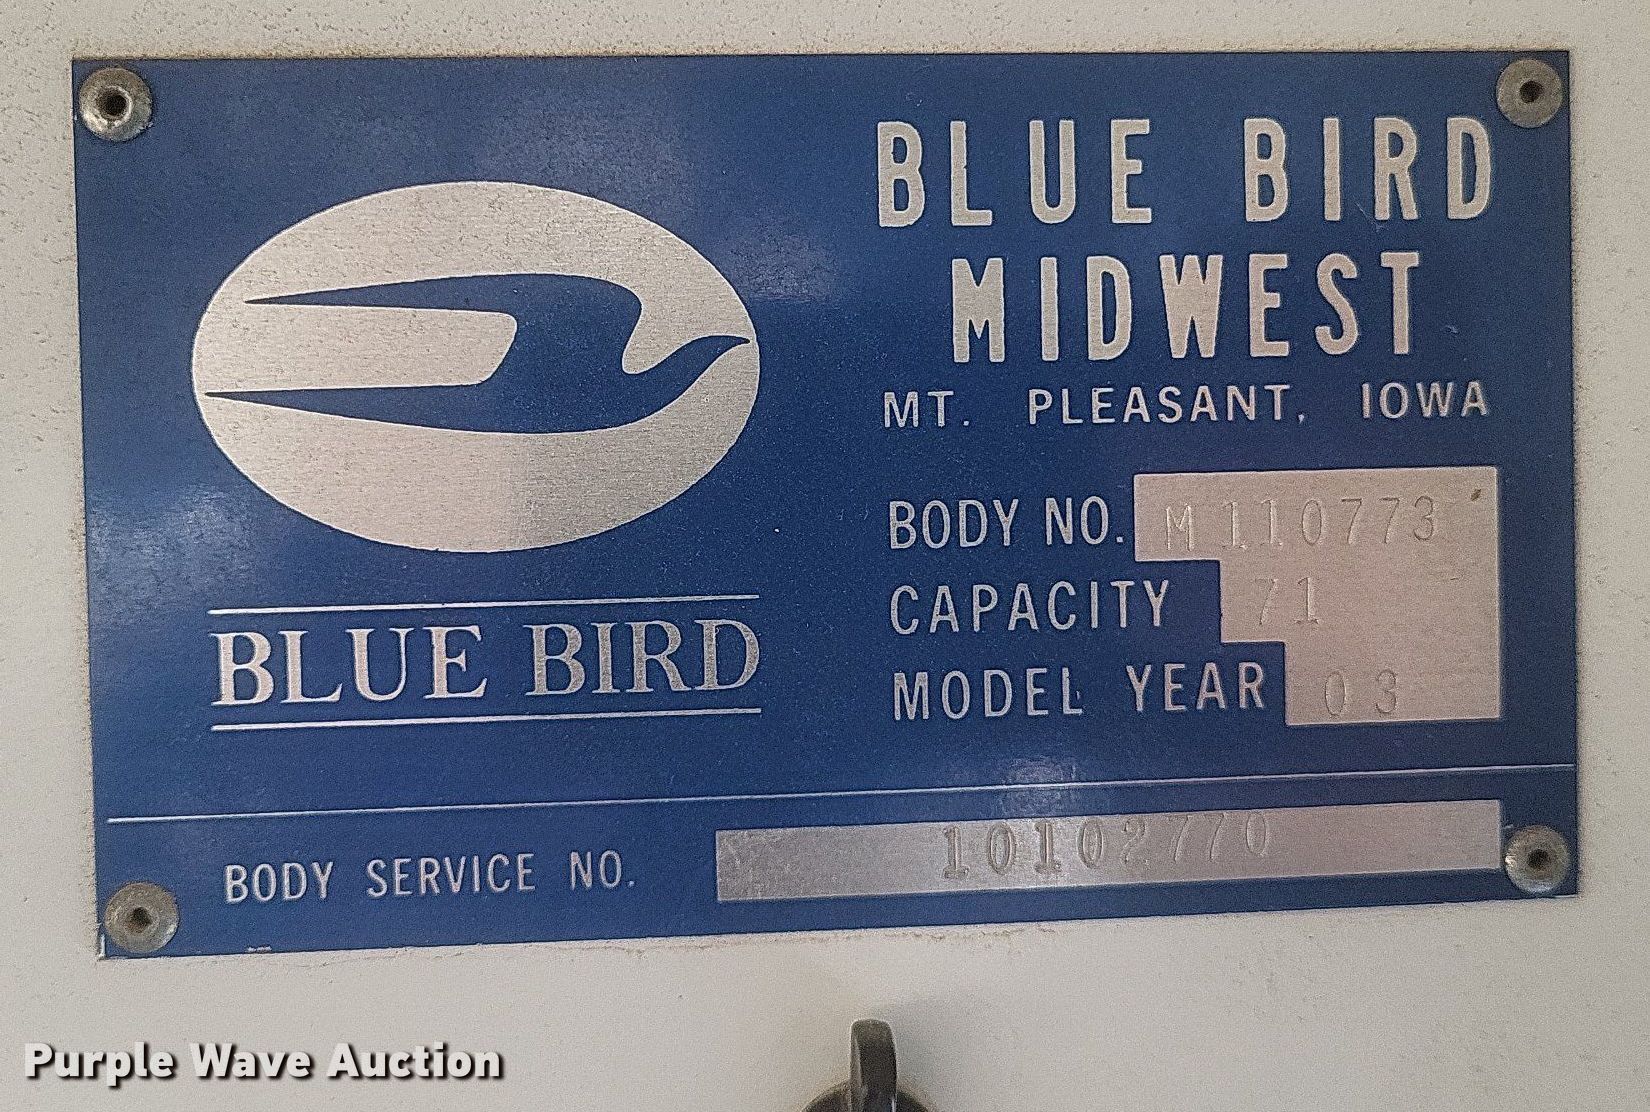 BLUE BIRD
MIDWEST
MT. PLEASANT, IOWA
BODY NO. M110773
CAPACITY 71
MODEL YEAR 03
BLUE BIRD
BODY SERVICE NO. 10102770
Purple Wave Auction